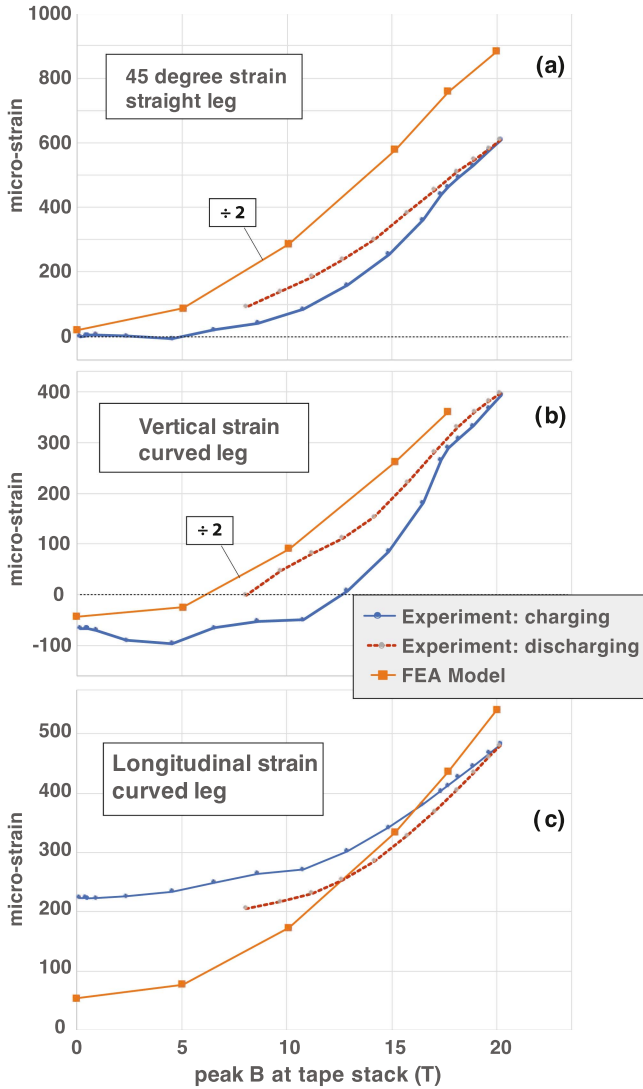 1000
800
600
400
200
0
micro-strain
45 degree strain
straight leg
(a)
÷ 2
400
300
200
100
0
-100
micro-strain
Vertical strain
curved leg
(b)
÷ 2
Experiment: charging
Experiment: discharging
FEA Model
500
400
300
200
100
0
micro-strain
Longitudinal strain
curved leg
(c)
0 5 10 15 20
peak B at tape stack (T)